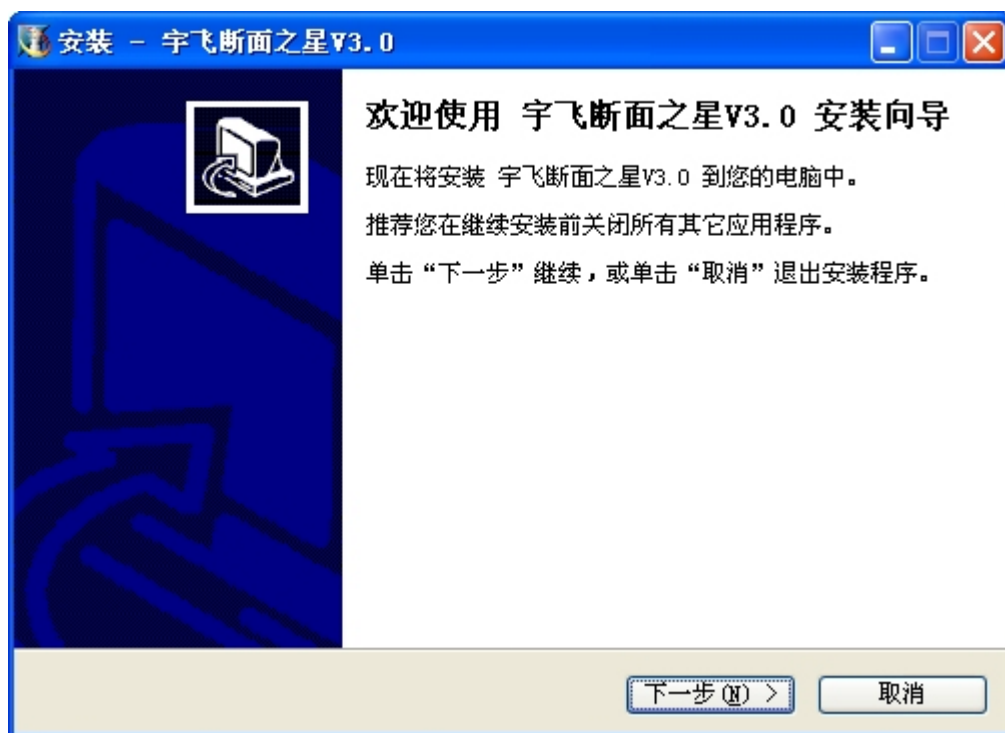 安装 - 宇飞断面之星V3.0
欢迎使用 宇飞断面之星V3.0 安装向导
现在将安装 宇飞断面之星V3.0 到您的电脑中。
推荐您在继续安装前关闭所有其它应用程序。
单击“下一步”继续，或单击“取消”退出安装程序。
下一步(N) >
取消